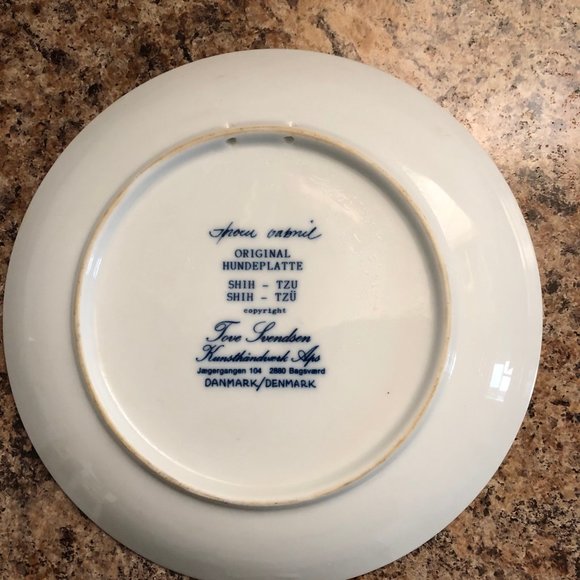 ORIGINAL
HUNDEPLATTE
SHIH - TZU
SHIH - TZÜ
copyright
Tove Svendsen
Kunsthåndværk Aps
Jægergangen 104 2880 Bagsværd
DANMARK/DENMARK